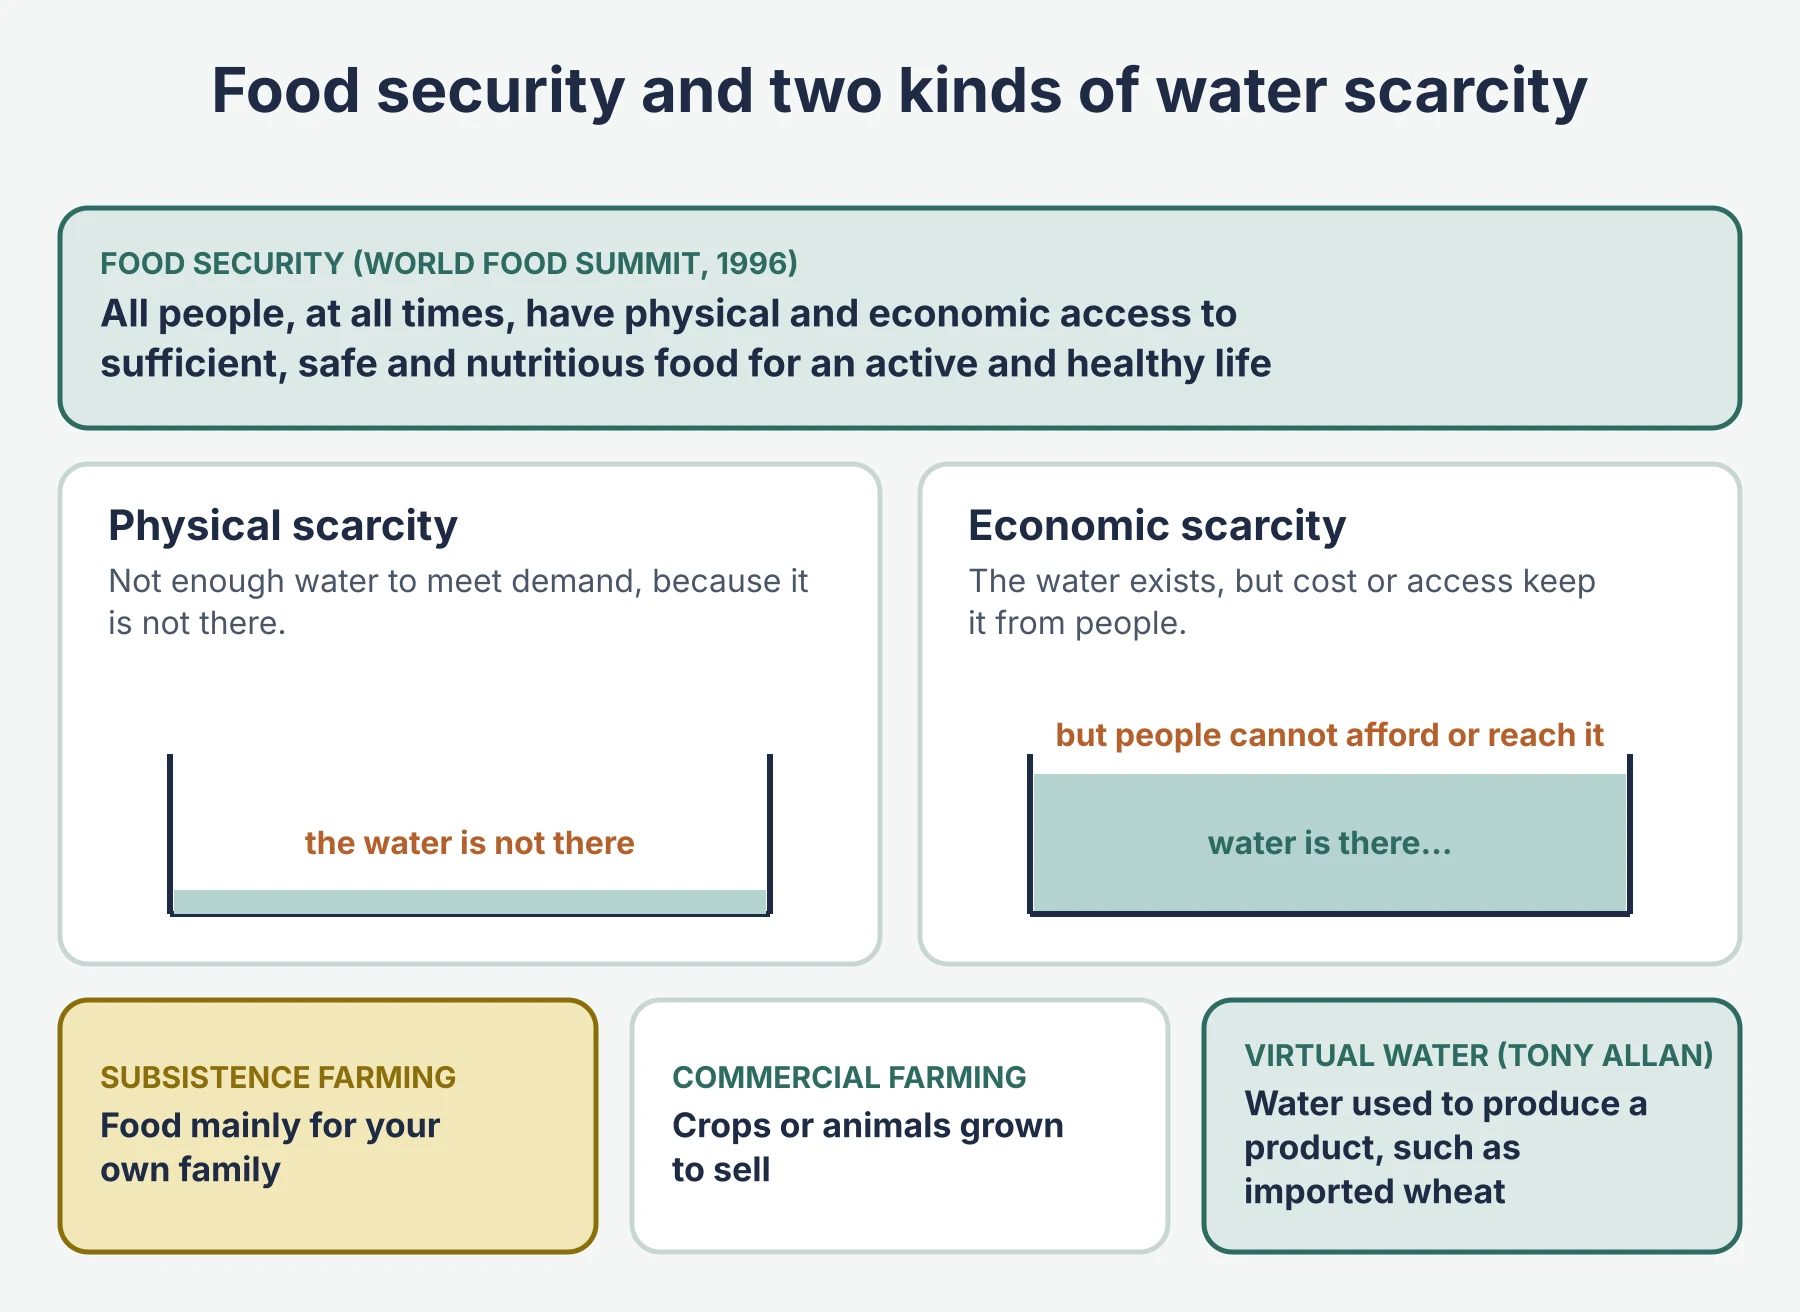 Food security and two kinds of water scarcity
FOOD SECURITY (WORLD FOOD SUMMIT, 1996)
All people, at all times, have physical and economic access to
sufficient, safe and nutritious food for an active and healthy life
Physical scarcity
Not enough water to meet demand, because it
is not there.
the water is not there
Economic scarcity
The water exists, but cost or access keep
it from people.
but people cannot afford or reach it
water is there...
SUBSISTENCE FARMING
Food mainly for your
own family
COMMERCIAL FARMING
Crops or animals grown
to sell
VIRTUAL WATER (TONY ALLAN)
Water used to produce a
product, such as
imported wheat